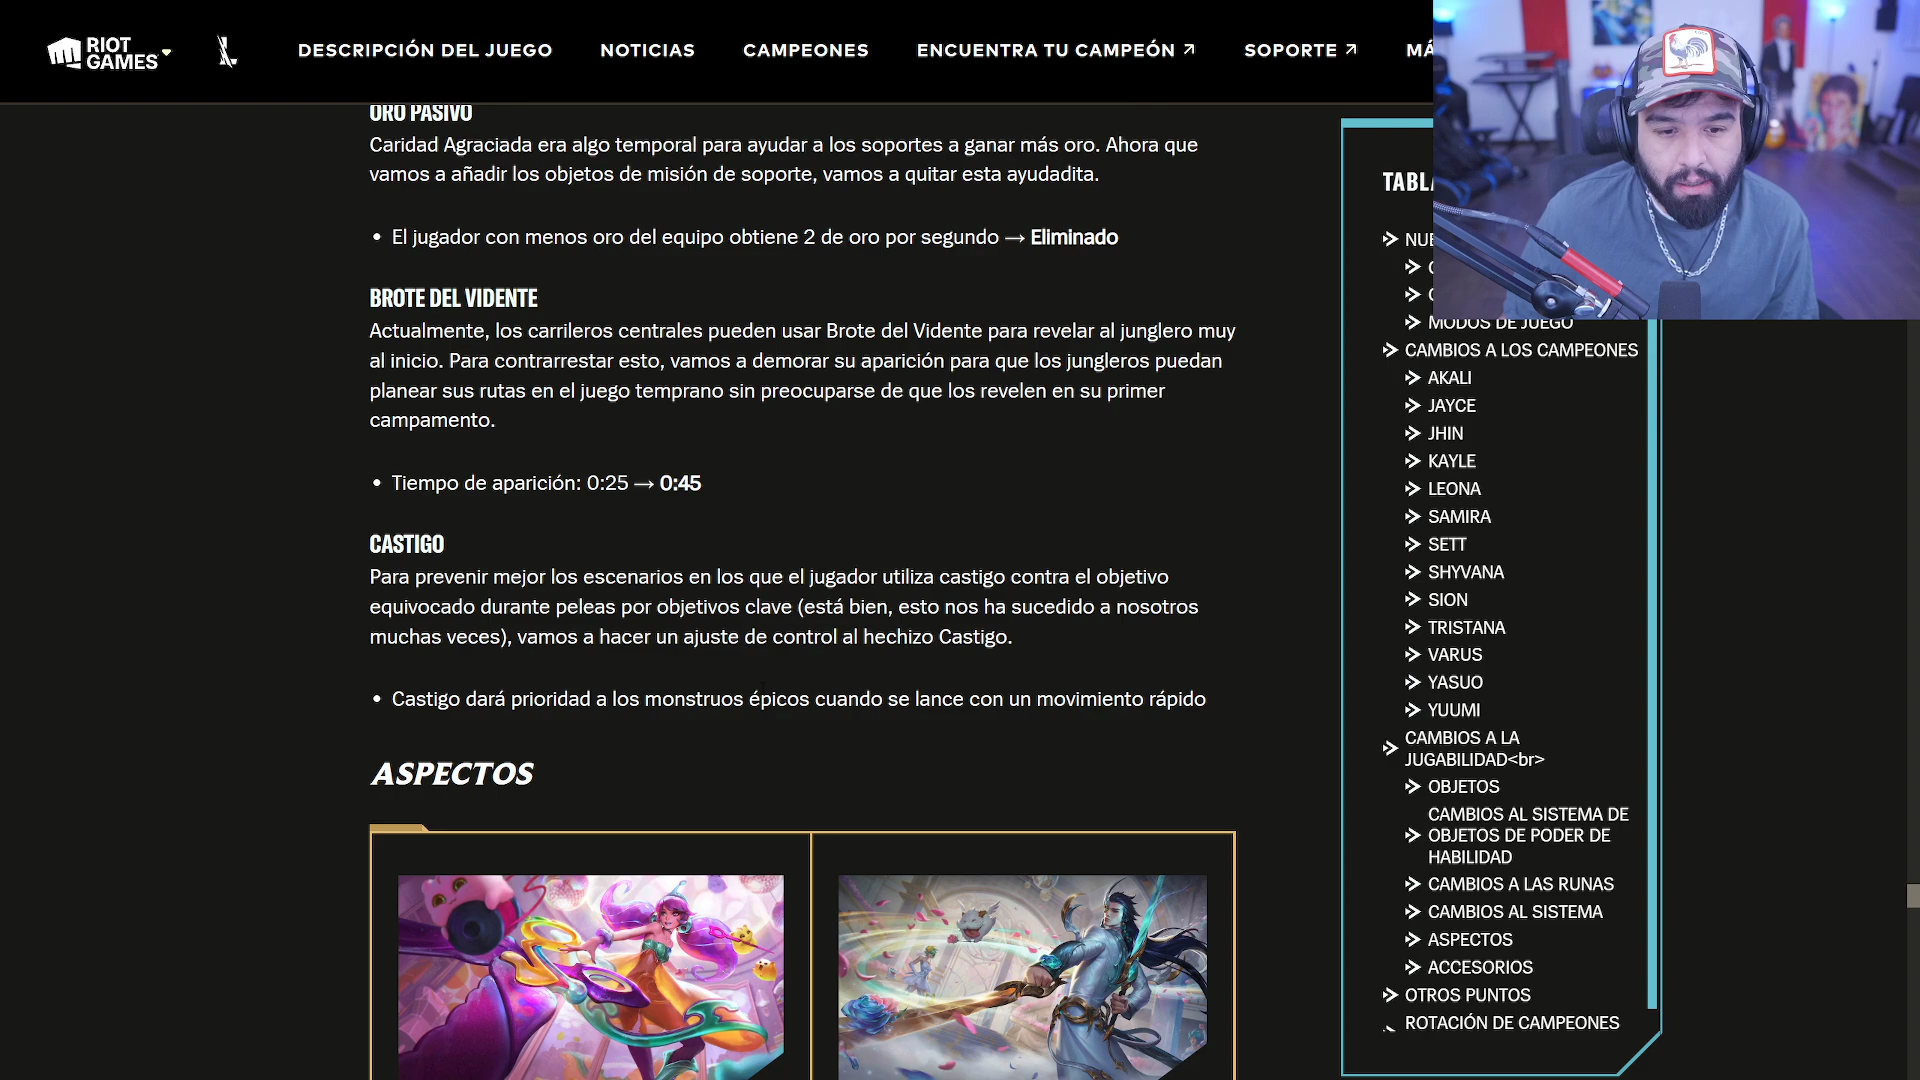 RIOT GAMES
DESCRIPCIÓN DEL JUEGO
NOTICIAS
CAMPEONES
ENCUENTRA TU CAMPEÓN
SOPORTE
ORO PASIVO
Caridad Agraciada era algo temporal para ayudar a los soportes a ganar más oro. Ahora que
vamos a añadir los objetos de misión de soporte, vamos a quitar esta ayudadita.
• El jugador con menos oro del equipo obtiene 2 de oro por segundo → Eliminado
BROTE DEL VIDENTE
Actualmente, los carrileros centrales pueden usar Brote del Vidente para revelar al junglero muy
al inicio. Para contrarrestar esto, vamos a demorar su aparición para que los jungleros puedan
planear sus rutas en el juego temprano sin preocuparse de que los revelen en su primer
campamento.
• Tiempo de aparición: 0:25 → 0:45
CASTIGO
Para prevenir mejor los escenarios en los que el jugador utiliza castigo contra el objetivo
equivocado durante peleas por objetivos clave (está bien, esto nos ha sucedido a nosotros
muchas veces), vamos a hacer un ajuste de control al hechizo Castigo.
• Castigo dará prioridad a los monstruos épicos cuando se lance con un movimiento rápido
ASPECTOS
MODOS DE JUEGO
CAMBIOS A LOS CAMPEONES
AKALI
JAYCE
JHIN
KAYLE
LEONA
SAMIRA
SETT
SHYVANA
SION
TRISTANA
VARUS
YASUO
YUUMI
CAMBIOS A LA
JUGABILIDAD<br>
OBJETOS
CAMBIOS AL SISTEMA DE
OBJETOS DE PODER DE
HABILIDAD
CAMBIOS A LAS RUNAS
CAMBIOS AL SISTEMA
ASPECTOS
ACCESORIOS
OTROS PUNTOS
ROTACIÓN DE CAMPEONES